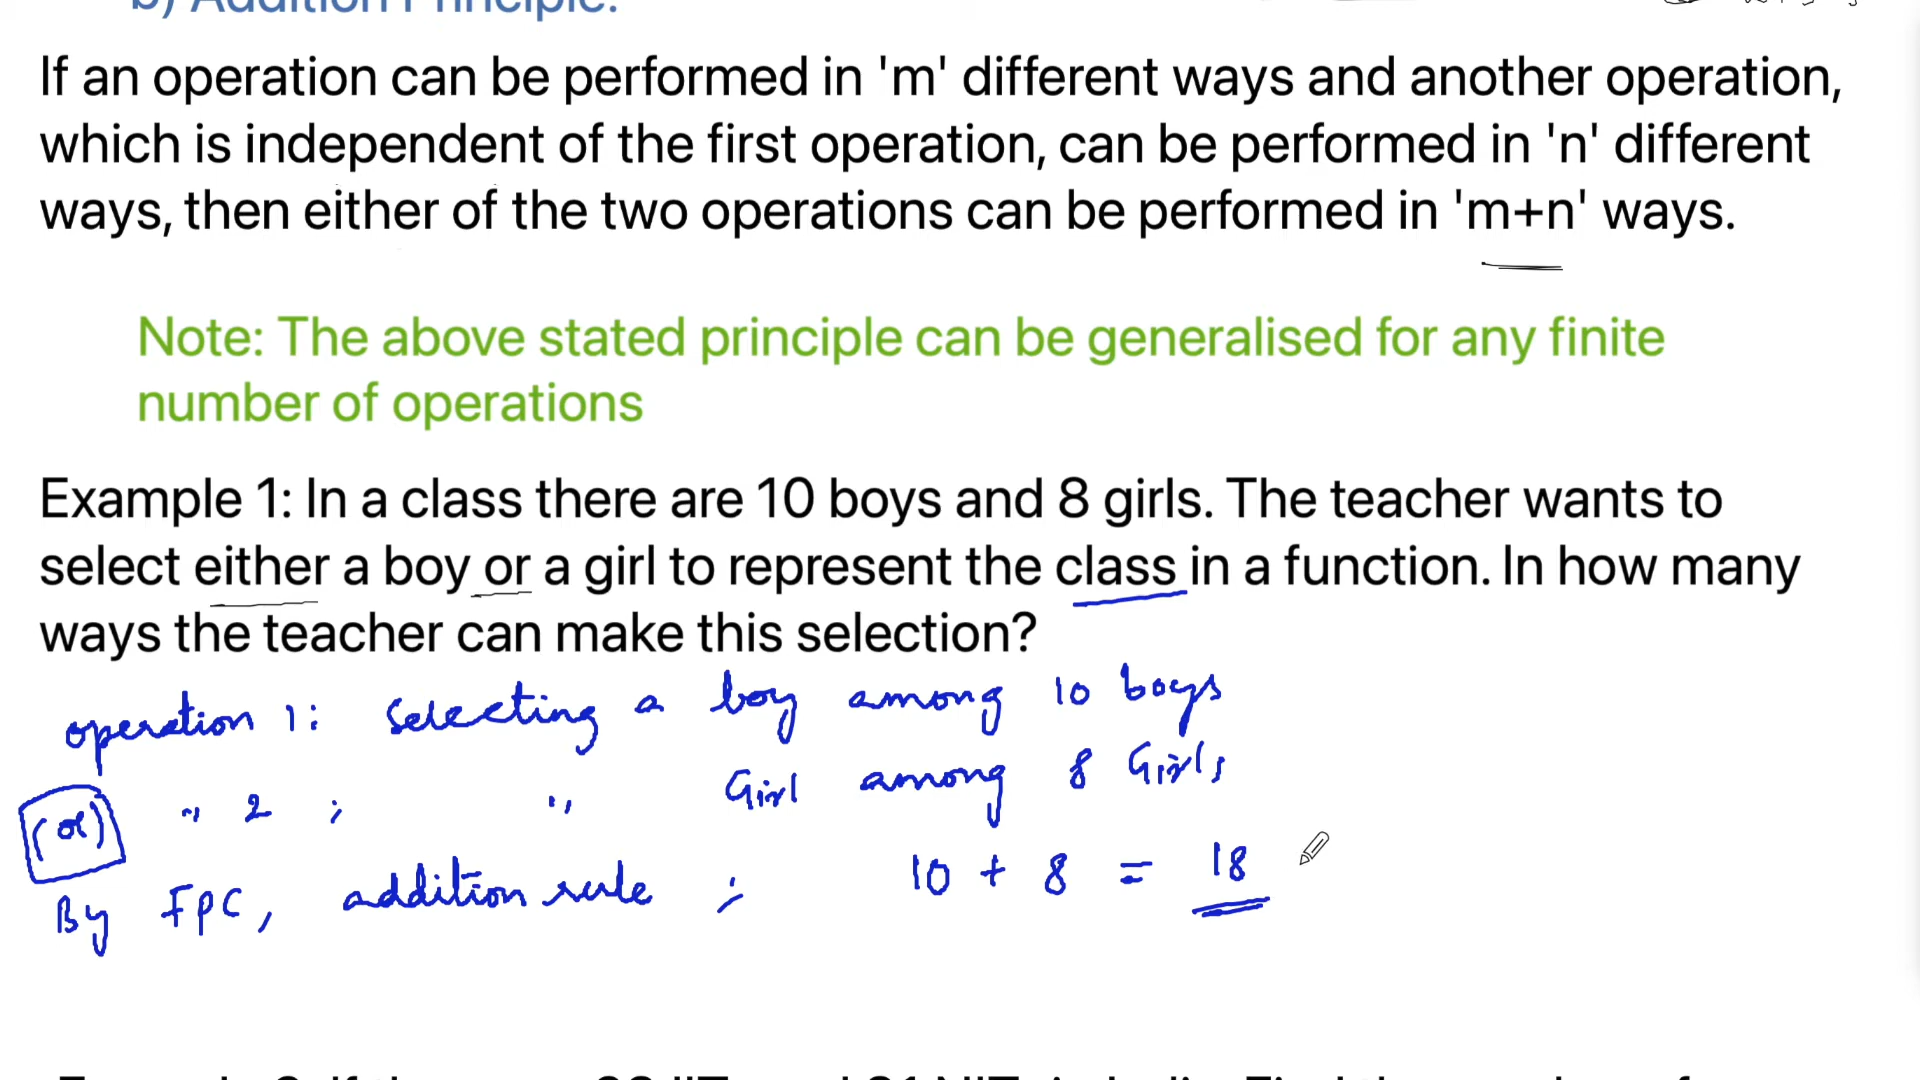 b) Addition Principle:
If an operation can be performed in 'm' different ways and another operation,
which is independent of the first operation, can be performed in 'n' different
ways, then either of the two operations can be performed in 'm+n' ways.
Note: The above stated principle can be generalised for any finite
number of operations
Example 1: In a class there are 10 boys and 8 girls. The teacher wants to
select either a boy or a girl to represent the class in a function. In how many
ways the teacher can make this selection?
operation 1: selecting a boy among 10 boys
(or) " 2 : " Girl among 8 Girls
By FPC, addition rule : 10 + 8 = 18